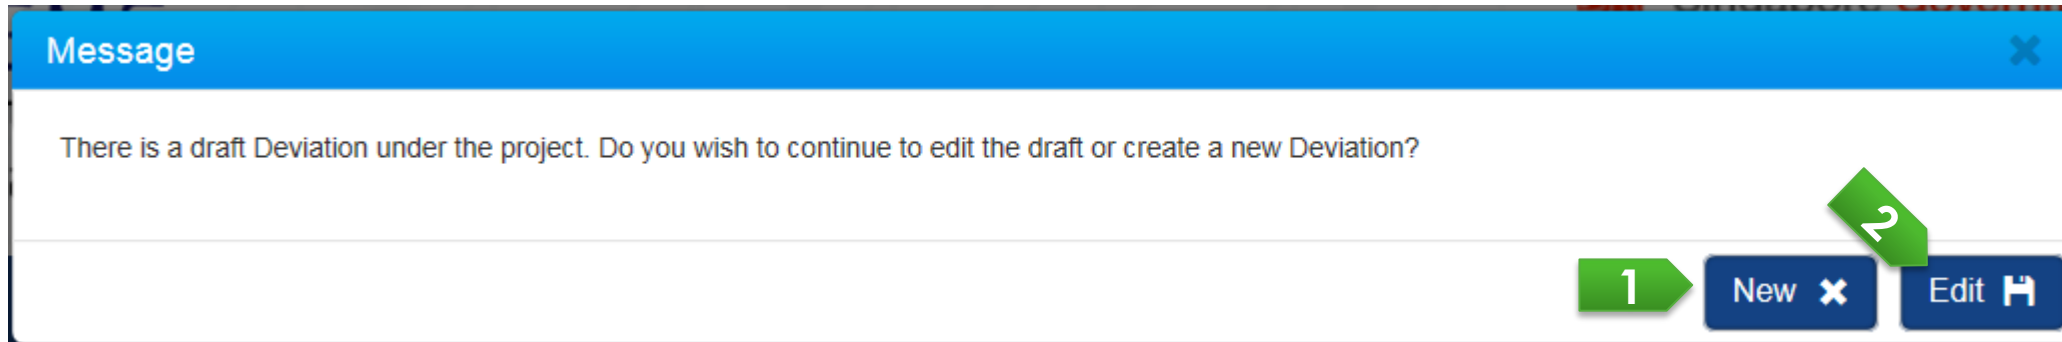 Message
There is a draft Deviation under the project. Do you wish to continue to edit the draft or create a new Deviation?
2
1
New
Edit